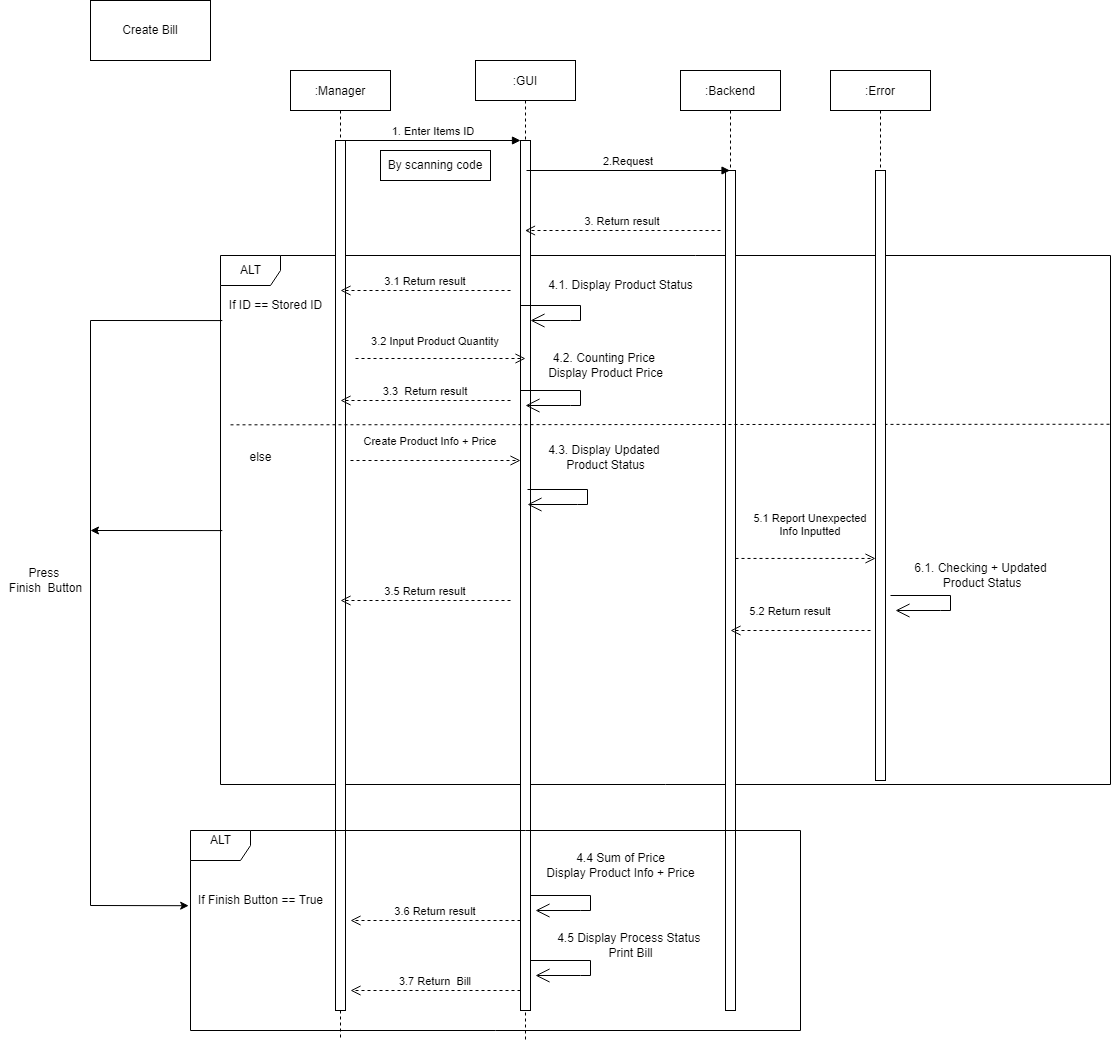 Create Bill
:Manager
:GUI
:Backend
:Error
1. Enter Items ID
By scanning code
2.Request
3. Return result
ALT
3.1 Return result
4.1. Display Product Status
If ID == Stored ID
3.2 Input Product Quantity
4.2. Counting Price
Display Product Price
3.3 Return result
Create Product Info + Price
4.3. Display Updated
Product Status
else
5.1 Report Unexpected
Info Inputted
6.1. Checking + Updated
Product Status
Press
Finish Button
3.5 Return result
5.2 Return result
ALT
4.4 Sum of Price
Display Product Info + Price
If Finish Button == True
3.6 Return result
4.5 Display Process Status
Print Bill
3.7 Return Bill